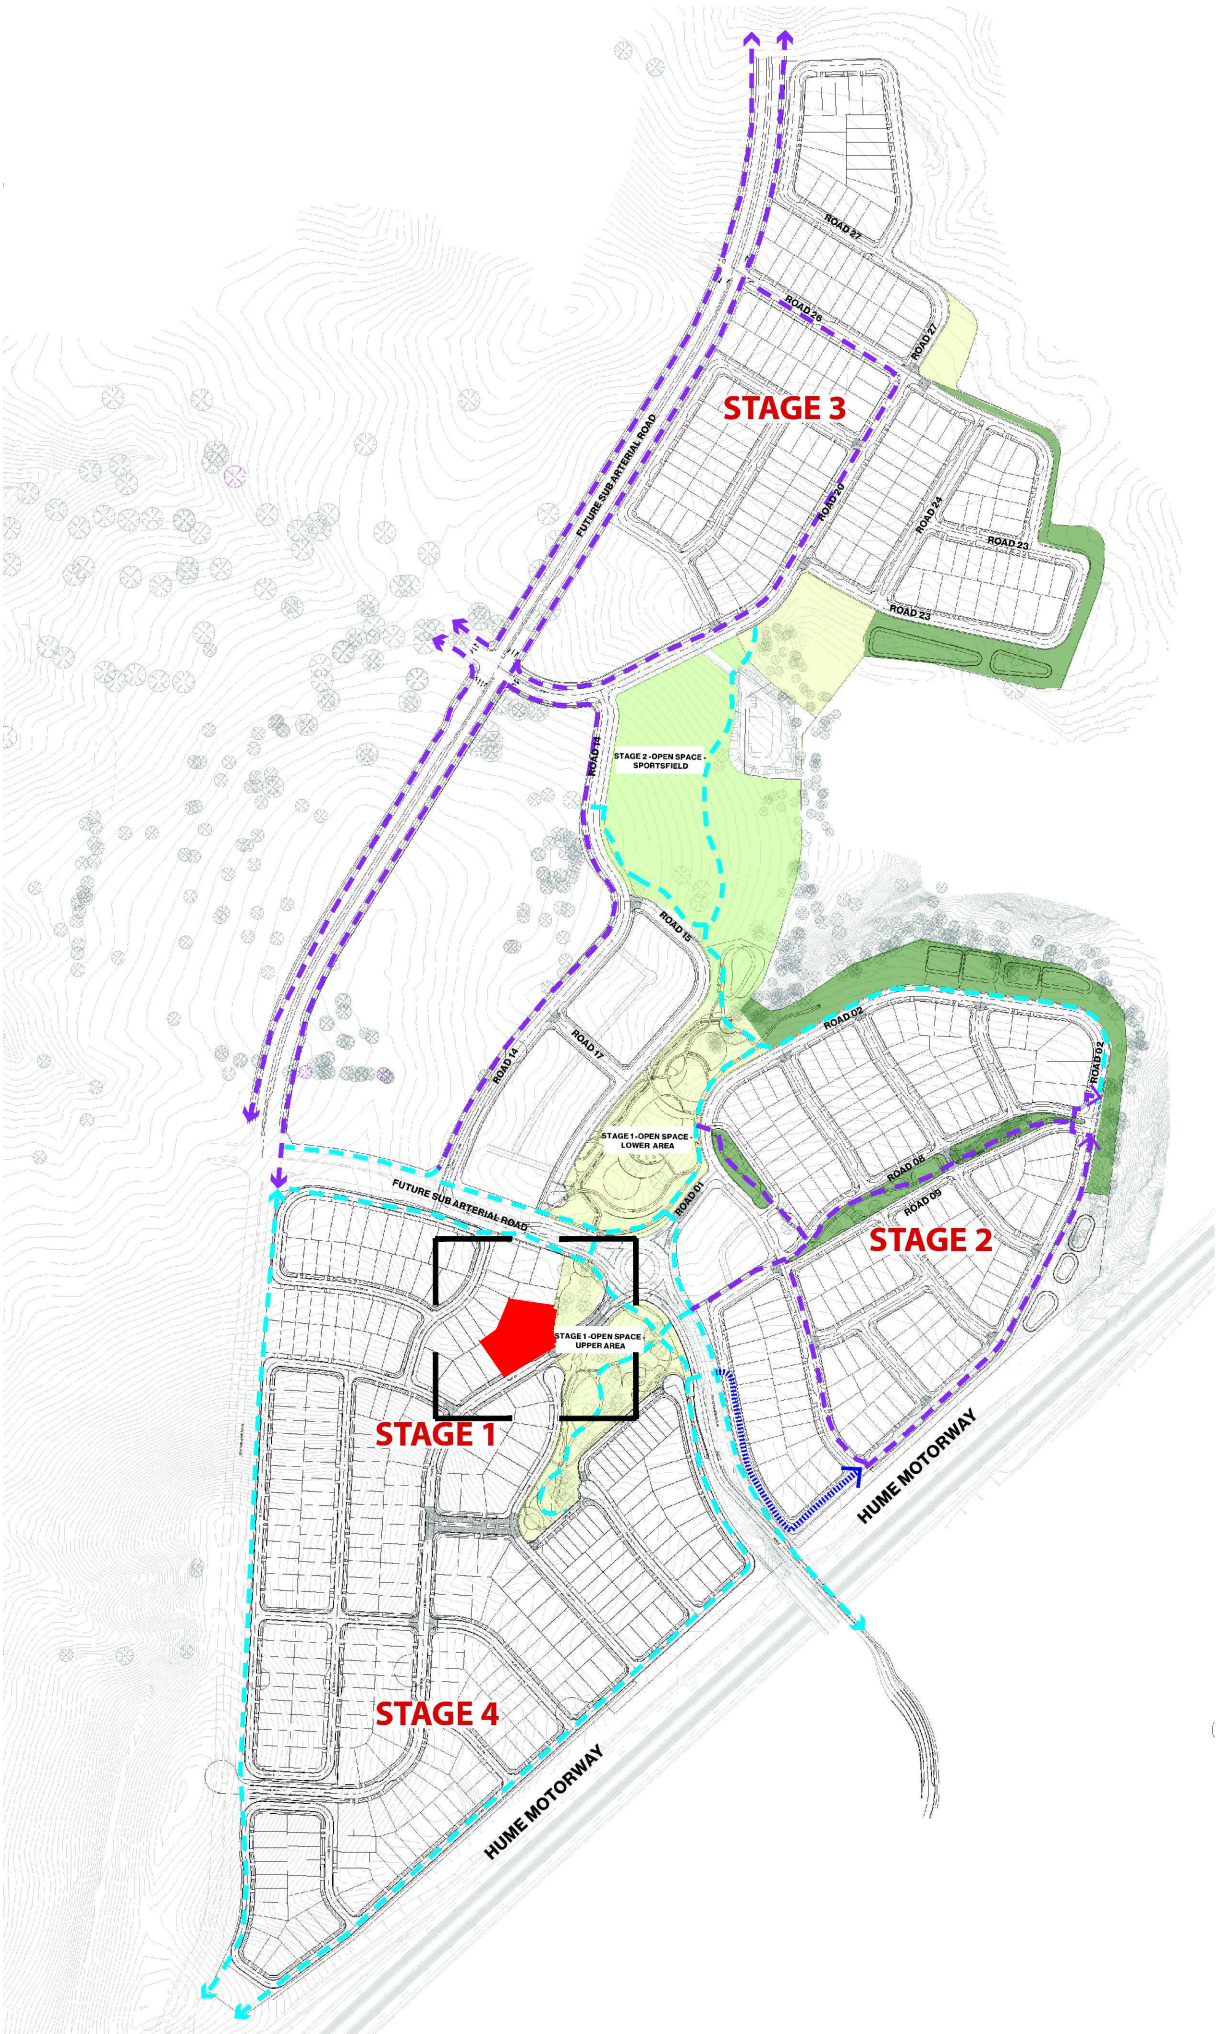 ROAD 27
ROAD 26
ROAD 27
STAGE 3
FUTURE SUB ARTERIAL ROAD
ROAD 20
ROAD 24
ROAD 23
ROAD 23
ROAD 14
STAGE 2 -OPEN SPACE -
SPORTSFIELD
ROAD 15
ROAD 02
ROAD 17
ROAD 14
ROAD 02
STAGE 1-OPEN SPACE -
LOWER AREA
ROAD 08
ROAD 09
ROAD 01
FUTURE SUB ARTERIAL ROAD
STAGE 2
STAGE 1-OPEN SPACE -
UPPER AREA
STAGE 1
HUME MOTORWAY
STAGE 4
HUME MOTORWAY